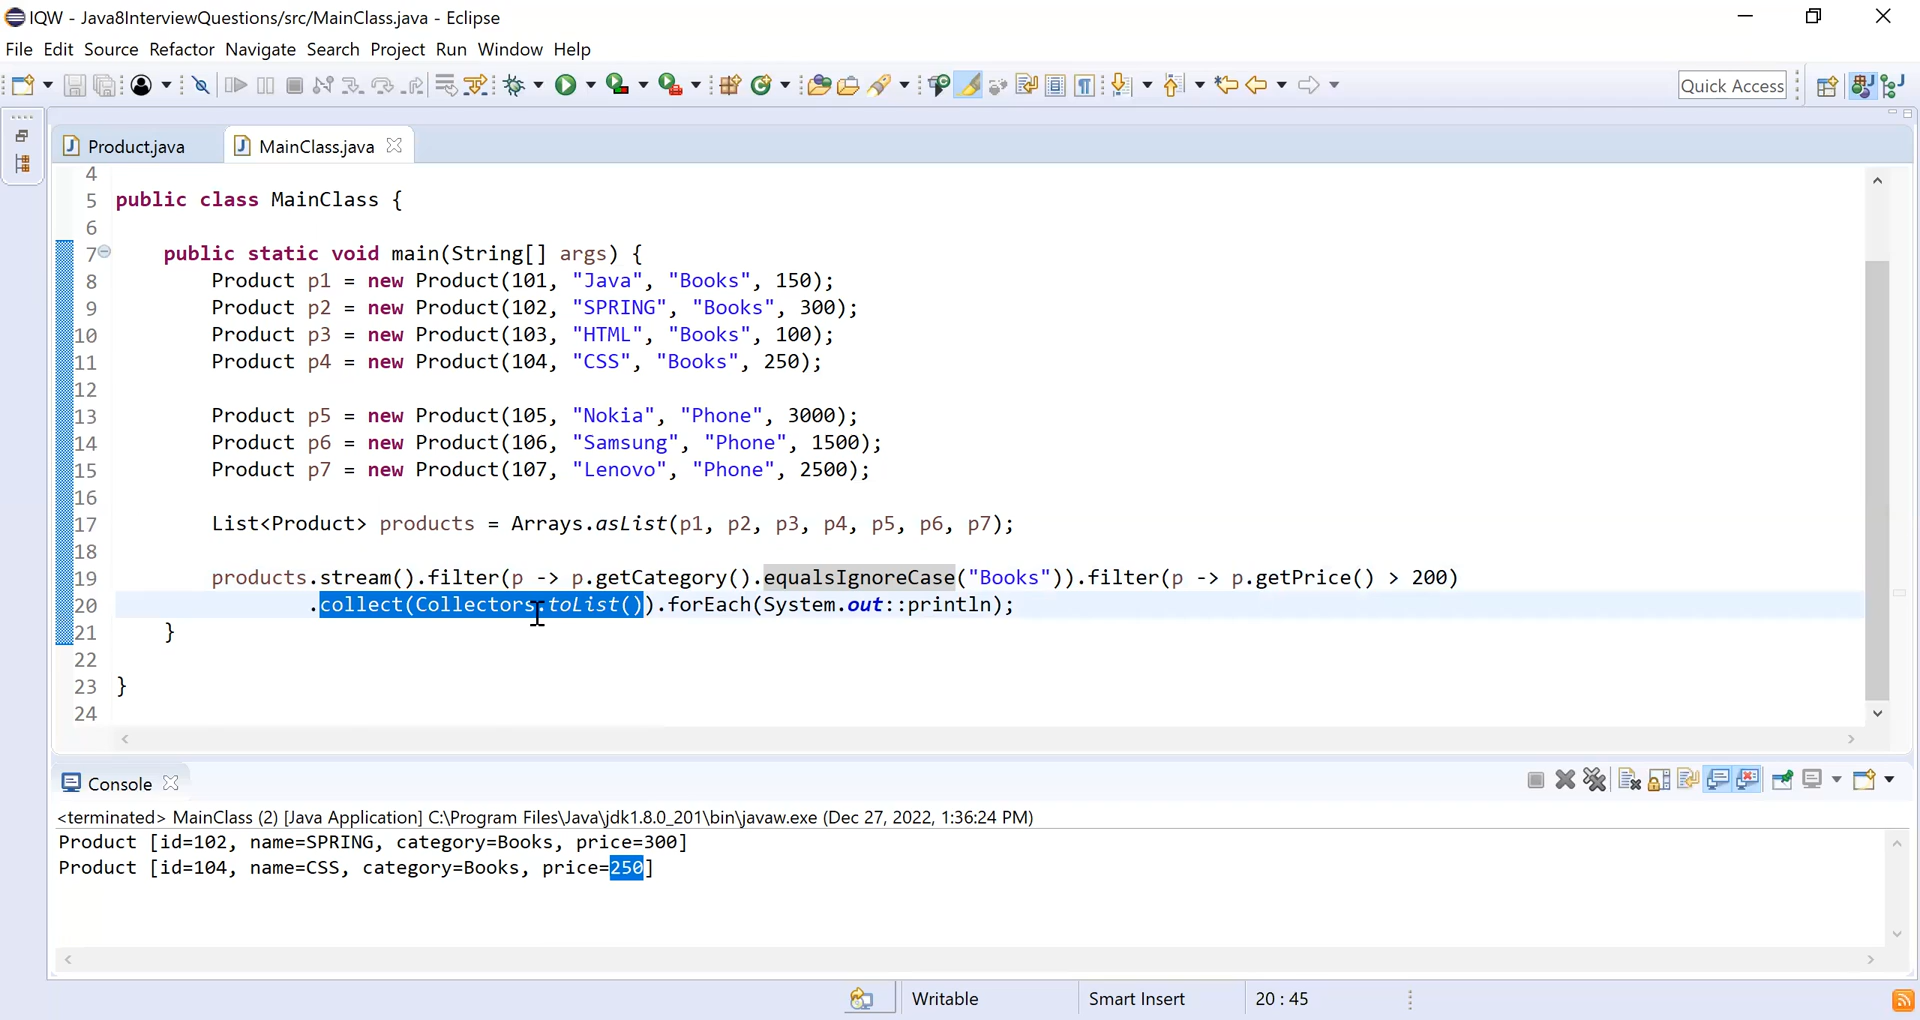 IQW - Java8InterviewQuestions/src/MainClass.java - Eclipse
File Edit Source Refactor Navigate Search Project Run Window Help
Quick Access
Product.java
MainClass.java
4
5 public class MainClass {
6
7 public static void main(String[] args) {
8 Product p1 = new Product(101, "Java", "Books", 150);
9 Product p2 = new Product(102, "SPRING", "Books", 300);
10 Product p3 = new Product(103, "HTML", "Books", 100);
11 Product p4 = new Product(104, "CSS", "Books", 250);
12
13 Product p5 = new Product(105, "Nokia", "Phone", 3000);
14 Product p6 = new Product(106, "Samsung", "Phone", 1500);
15 Product p7 = new Product(107, "Lenovo", "Phone", 2500);
16
17 List<Product> products = Arrays.asList(p1, p2, p3, p4, p5, p6, p7);
18
19 products.stream().filter(p -> p.getCategory().equalsIgnoreCase("Books")).filter(p -> p.getPrice() > 200)
20 .collect(Collectors.toList()).forEach(System.out::println);
21 }
22
23 }
24
Console
<terminated> MainClass (2) [Java Application] C:\Program Files\Java\jdk1.8.0_201\bin\javaw.exe (Dec 27, 2022, 1:36:24 PM)
Product [id=102, name=SPRING, category=Books, price=300]
Product [id=104, name=CSS, category=Books, price=250]
Writable
Smart Insert
20 : 45